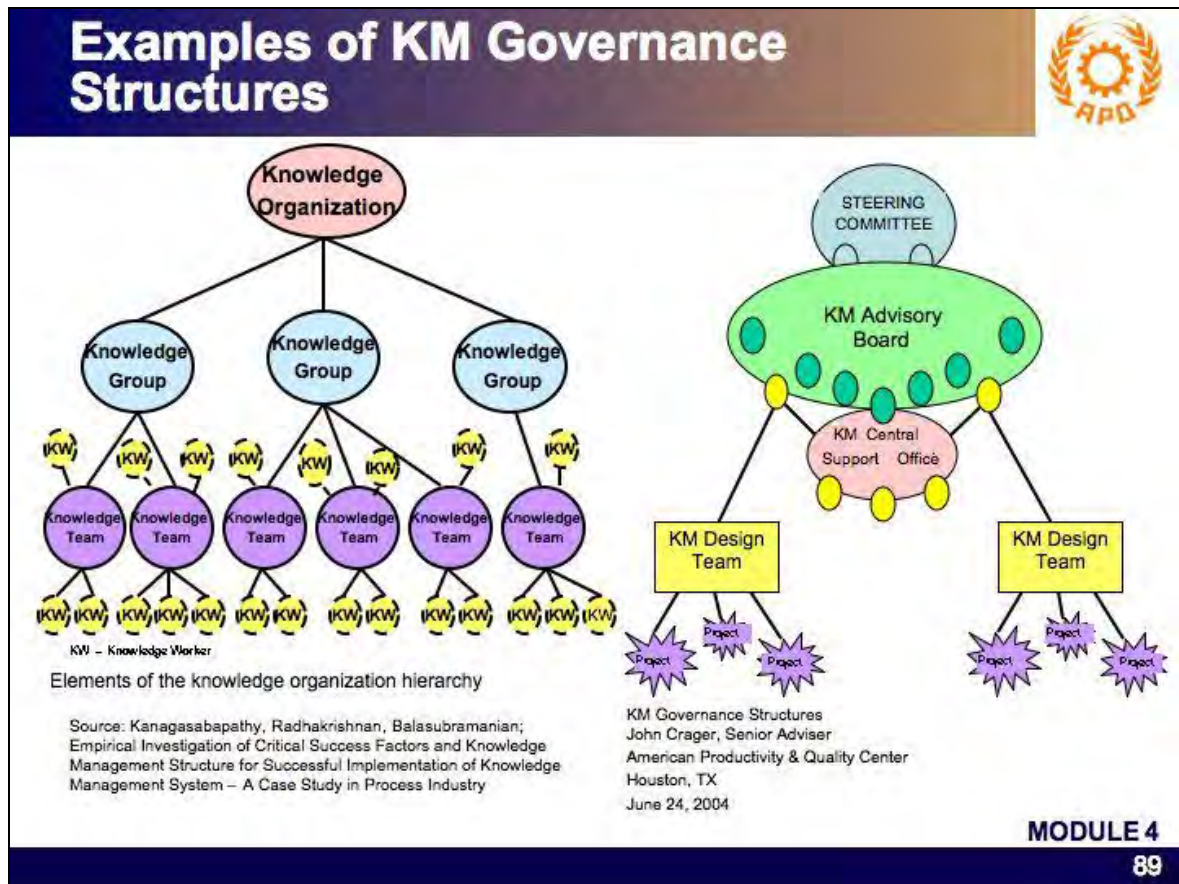 Examples of KM Governance
Structures
APO
Knowledge
Organization
Knowledge
Group
Knowledge
Group
Knowledge
Group
KW
KW
KW
KW
KW
KW
KW
KW
Knowledge
Team
Knowledge
Team
Knowledge
Team
Knowledge
Team
Knowledge
Team
Knowledge
Team
KW
KW
KW
KW
KW
KW
KW
KW
KW
KW
KW
KW
KW
KW
KW – Knowledge Worker
Elements of the knowledge organization hierarchy
Source: Kanagasabapathy, Radhakrishnan, Balasubramanian;
Empirical Investigation of Critical Success Factors and Knowledge
Management Structure for Successful Implementation of Knowledge
Management System – A Case Study in Process Industry
STEERING
COMMITTEE
KM Advisory
Board
KM Central
Support Office
KM Design
Team
KM Design
Team
Project
Project
Project
Project
Project
Project
KM Governance Structures
John Crager, Senior Adviser
American Productivity & Quality Center
Houston, TX
June 24, 2004
MODULE 4
89